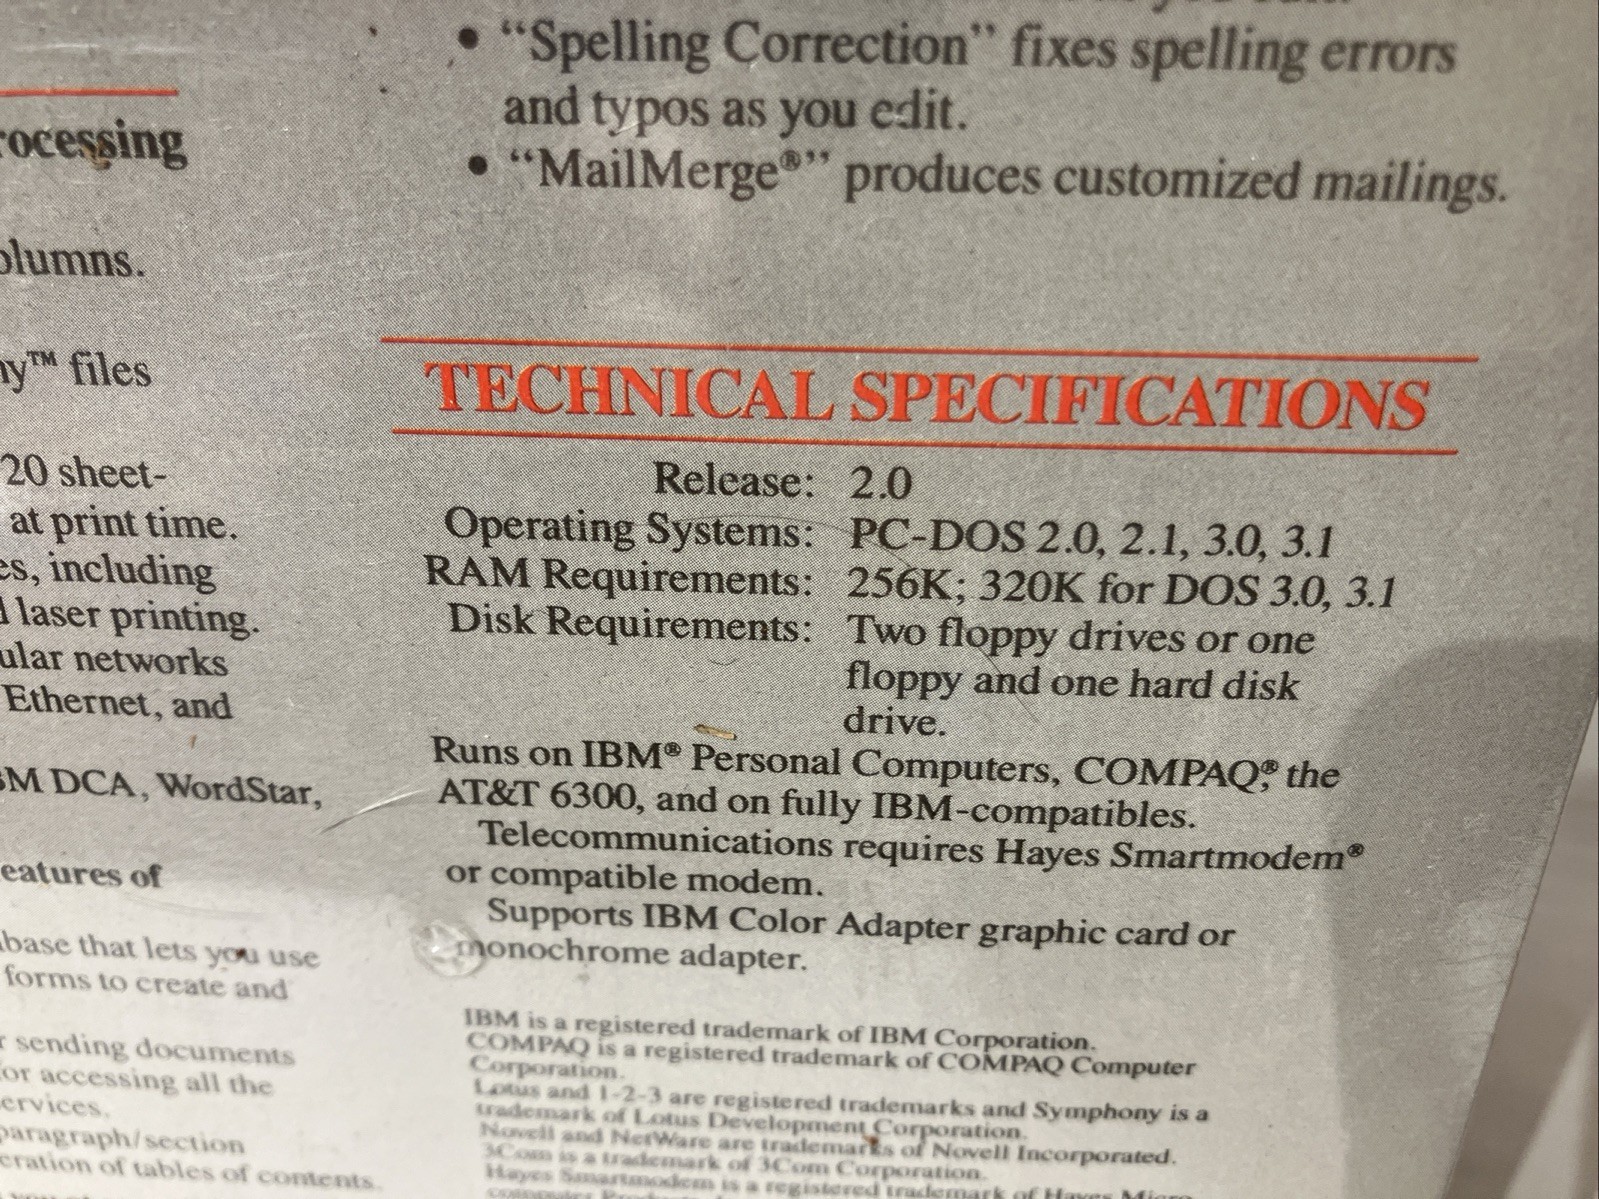 rocessing
olumns.
ny™ files
20 sheet-
at print time.
es, including
d laser printing.
ular networks
Ethernet, and
BM DCA, WordStar,
eatures of
base that lets you use
forms to create and
r sending documents
or accessing all the
ervices.
paragraph/section
eration of tables of contents.
• “Spelling Correction” fixes spelling errors
and typos as you edit.
• “MailMerge®” produces customized mailings.
TECHNICAL SPECIFICATIONS
Release: 2.0
Operating Systems: PC-DOS 2.0, 2.1, 3.0, 3.1
RAM Requirements: 256K; 320K for DOS 3.0, 3.1
Disk Requirements: Two floppy drives or one
floppy and one hard disk
drive.
Runs on IBM® Personal Computers, COMPAQ,® the
AT&T 6300, and on fully IBM-compatibles.
Telecommunications requires Hayes Smartmodem®
or compatible modem.
Supports IBM Color Adapter graphic card or
monochrome adapter.
IBM is a registered trademark of IBM Corporation.
COMPAQ is a registered trademark of COMPAQ Computer
Corporation.
Lotus and 1-2-3 are registered trademarks and Symphony is a
trademark of Lotus Development Corporation.
Novell and NetWare are trademarks of Novell Incorporated.
3Com is a trademark of 3Com Corporation.
Hayes Smartmodem is a registered trademark of Hayes Micro